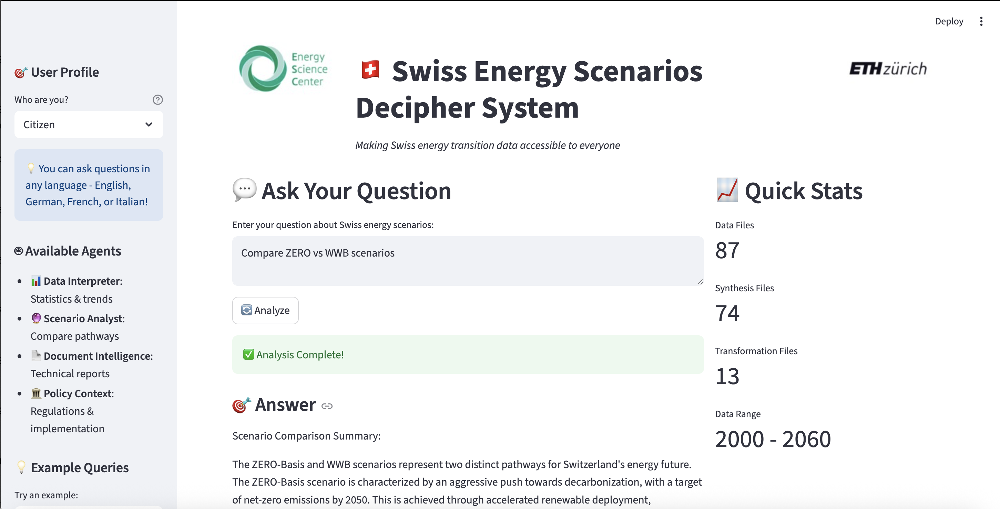 Deploy
User Profile
Who are you?
Citizen
You can ask questions in
any language - English,
German, French, or Italian!
Available Agents
Data Interpreter:
Statistics & trends
Scenario Analyst:
Compare pathways
Document Intelligence:
Technical reports
Policy Context:
Regulations &
implementation
Example Queries
Try an example:
Energy
Science
Center
Swiss Energy Scenarios
Decipher System
Making Swiss energy transition data accessible to everyone
ETH zürich
Ask Your Question
Enter your question about Swiss energy scenarios:
Compare ZERO vs WWB scenarios
Analyze
Analysis Complete!
Answer
Scenario Comparison Summary:
The ZERO-Basis and WWB scenarios represent two distinct pathways for Switzerland's energy future.
The ZERO-Basis scenario is characterized by an aggressive push towards decarbonization, with a target
of net-zero emissions by 2050. This is achieved through accelerated renewable deployment,
Quick Stats
Data Files
87
Synthesis Files
74
Transformation Files
13
Data Range
2000 - 2060